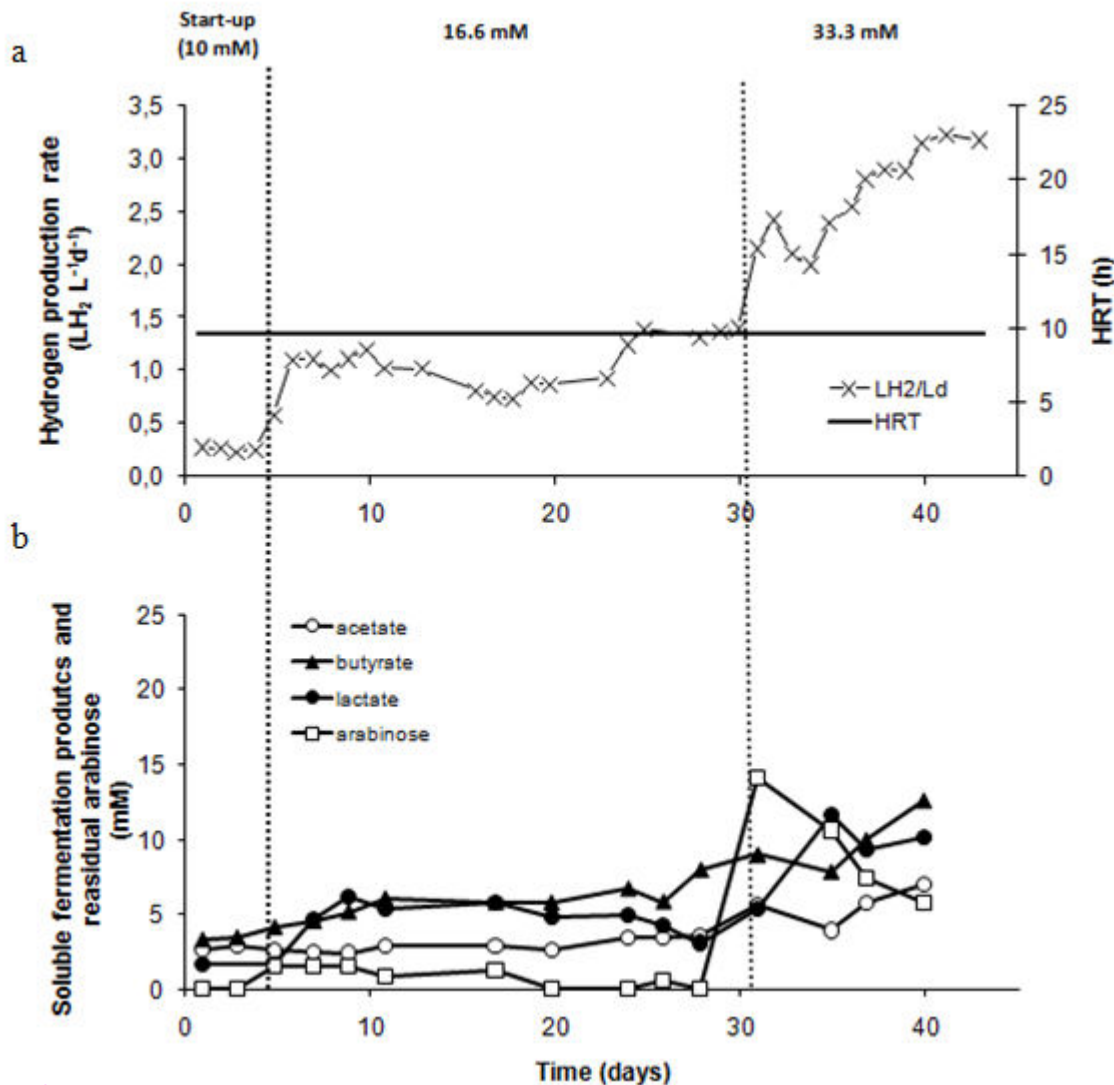 Start-up
(10 mM)
16.6 mM
33.3 mM
a
Hydrogen production rate
(LH₂ L⁻¹d⁻¹)
3,5
3,0
2,5
2,0
1,5
1,0
0,5
0,0
25
20
15
10
5
0
HRT (h)
LH2/Ld
HRT
0
10
20
30
40
b
Soluble fermentation produtcs and
reasidual arabinose
(mM)
25
20
15
10
5
0
acetate
butyrate
lactate
arabinose
0
10
20
30
40
Time (days)